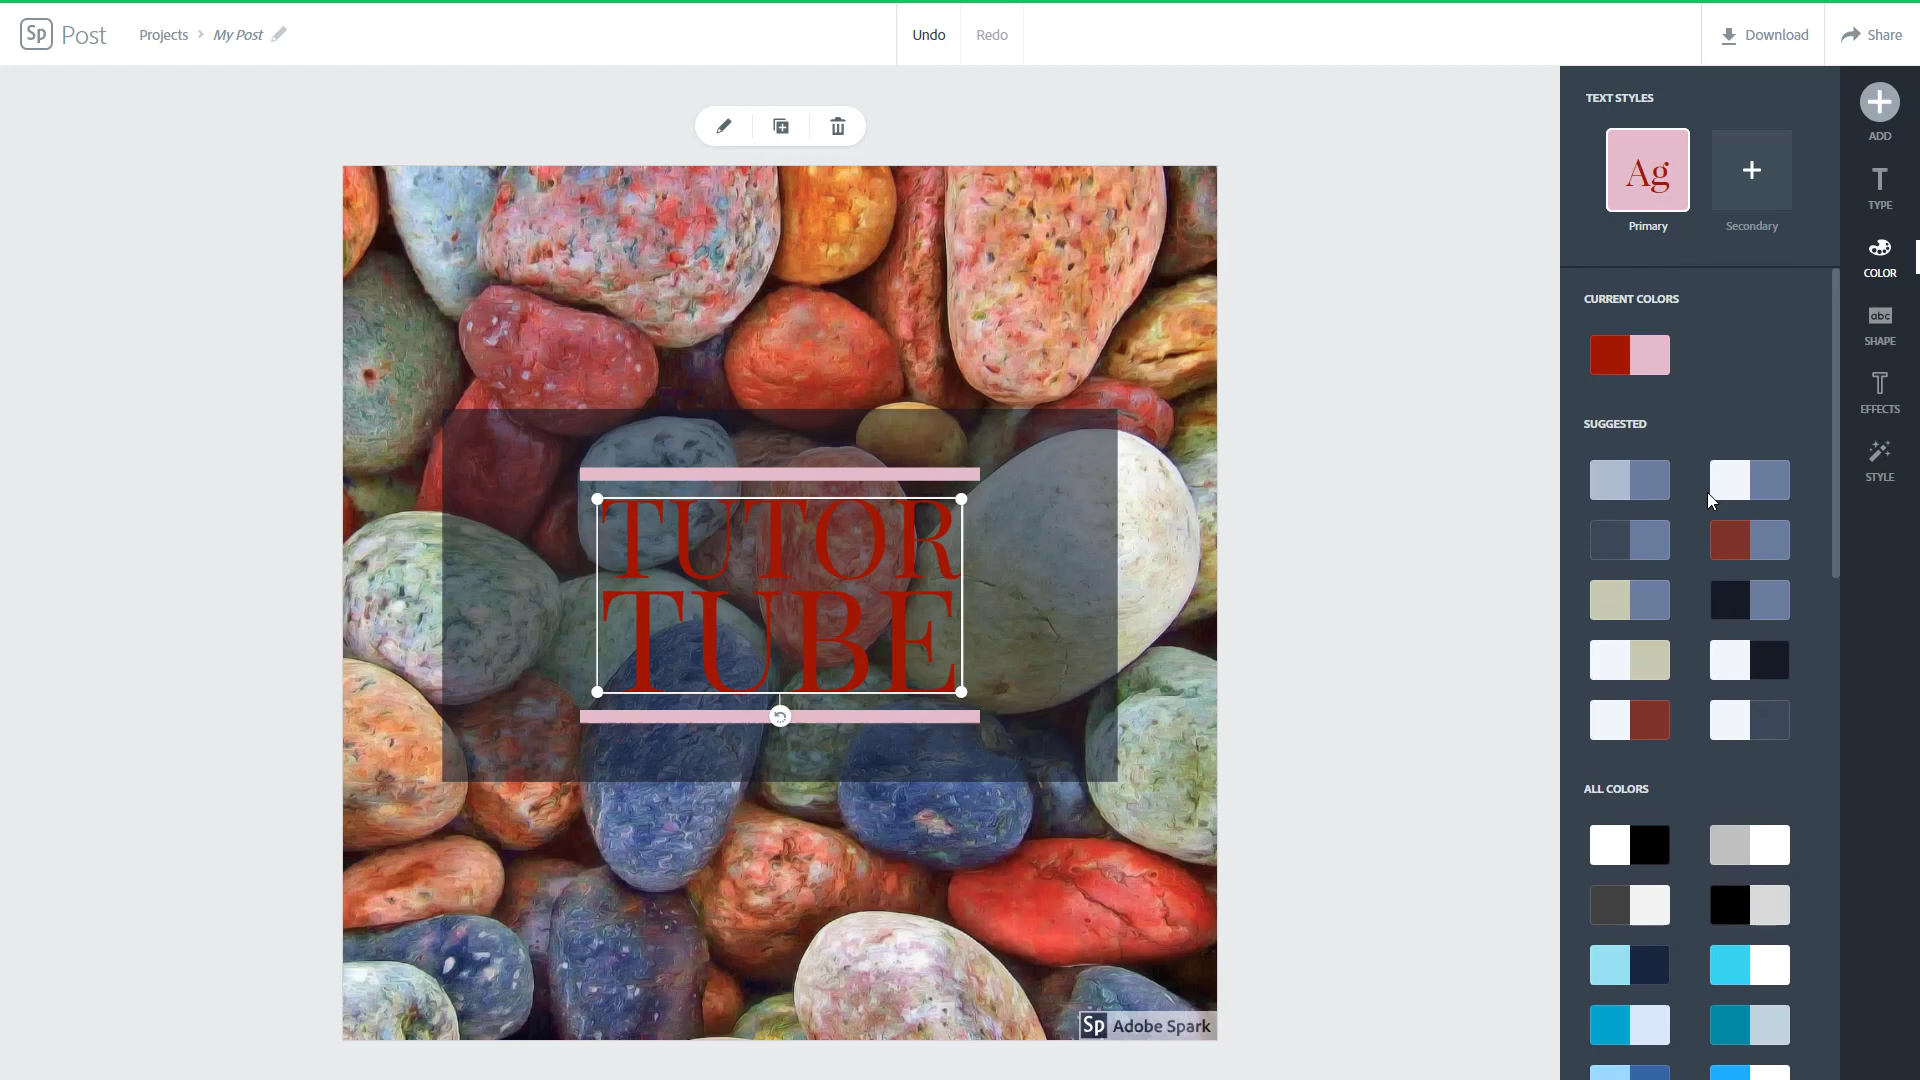 Sp Post
Projects > My Post
Undo
Redo
Download
Share
TEXT STYLES
Ag
Primary
Secondary
CURRENT COLORS
SUGGESTED
ALL COLORS
ADD
TYPE
COLOR
abc
SHAPE
EFFECTS
STYLE
TUTOR
TUBE
Sp Adobe Spark